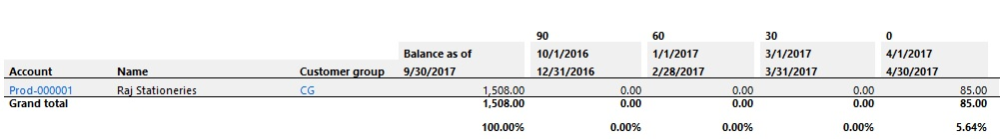 90 60 30 0
Balance as of 10/1/2016 1/1/2017 3/1/2017 4/1/2017
Account Name Customer group 9/30/2017 12/31/2016 2/28/2017 3/31/2017 4/30/2017
Prod-000001 Raj Stationeries CG 1,508.00 0.00 0.00 0.00 85.00
Grand total 1,508.00 0.00 0.00 0.00 85.00
100.00% 0.00% 0.00% 0.00% 5.64%